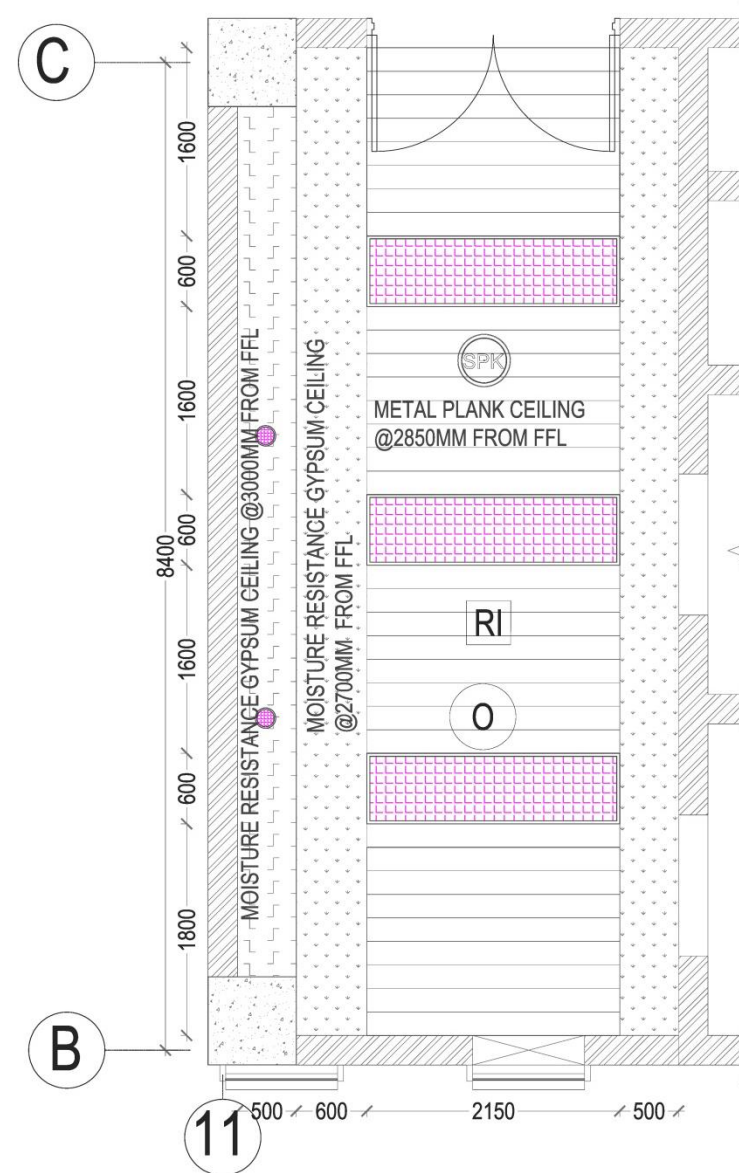 C
1600
600
1600
600
8400
1600
600
1800
B
11
500
600
2150
500
MOISTURE RESISTANCE GYPSUM CEILING @3000MM FROM FFL
MOISTURE RESISTANCE GYPSUM CEILING
@2700MM FROM FFL
SPK
METAL PLANK CEILING
@2850MM FROM FFL
RI
O